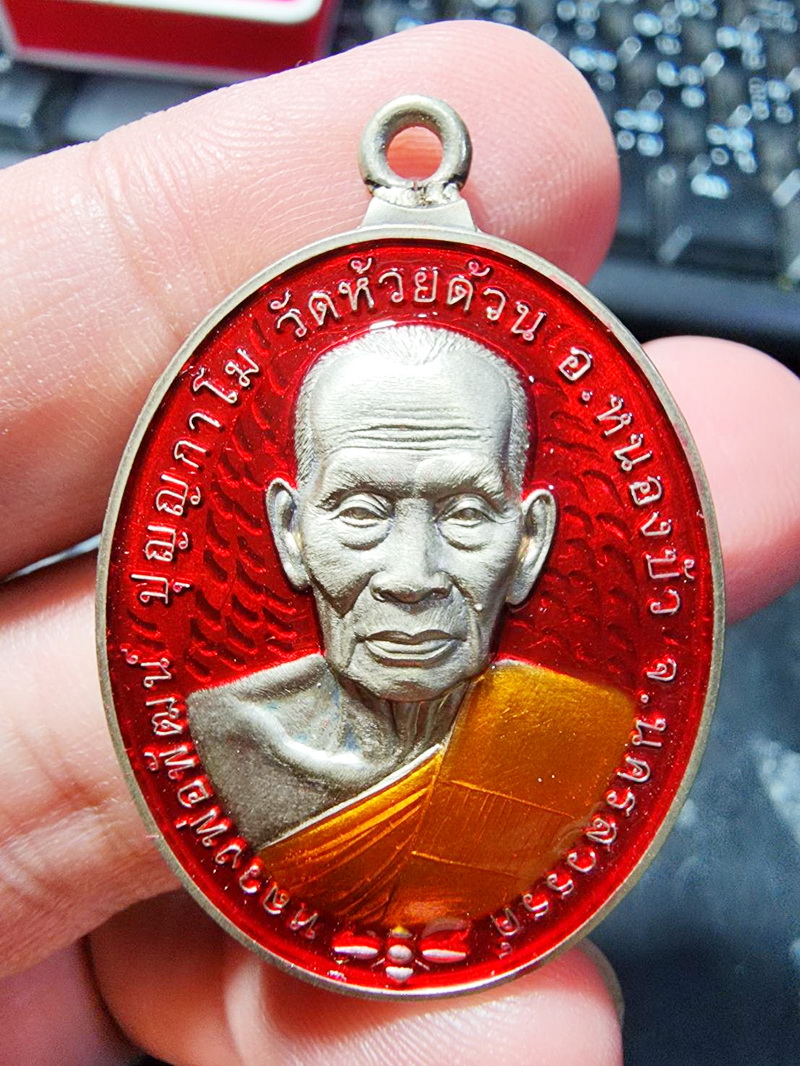 หลวงพ่อพัฒน์ ปุญญกาโม วัดห้วยด้วน อ.หนองบัว จ.นครสวรรค์